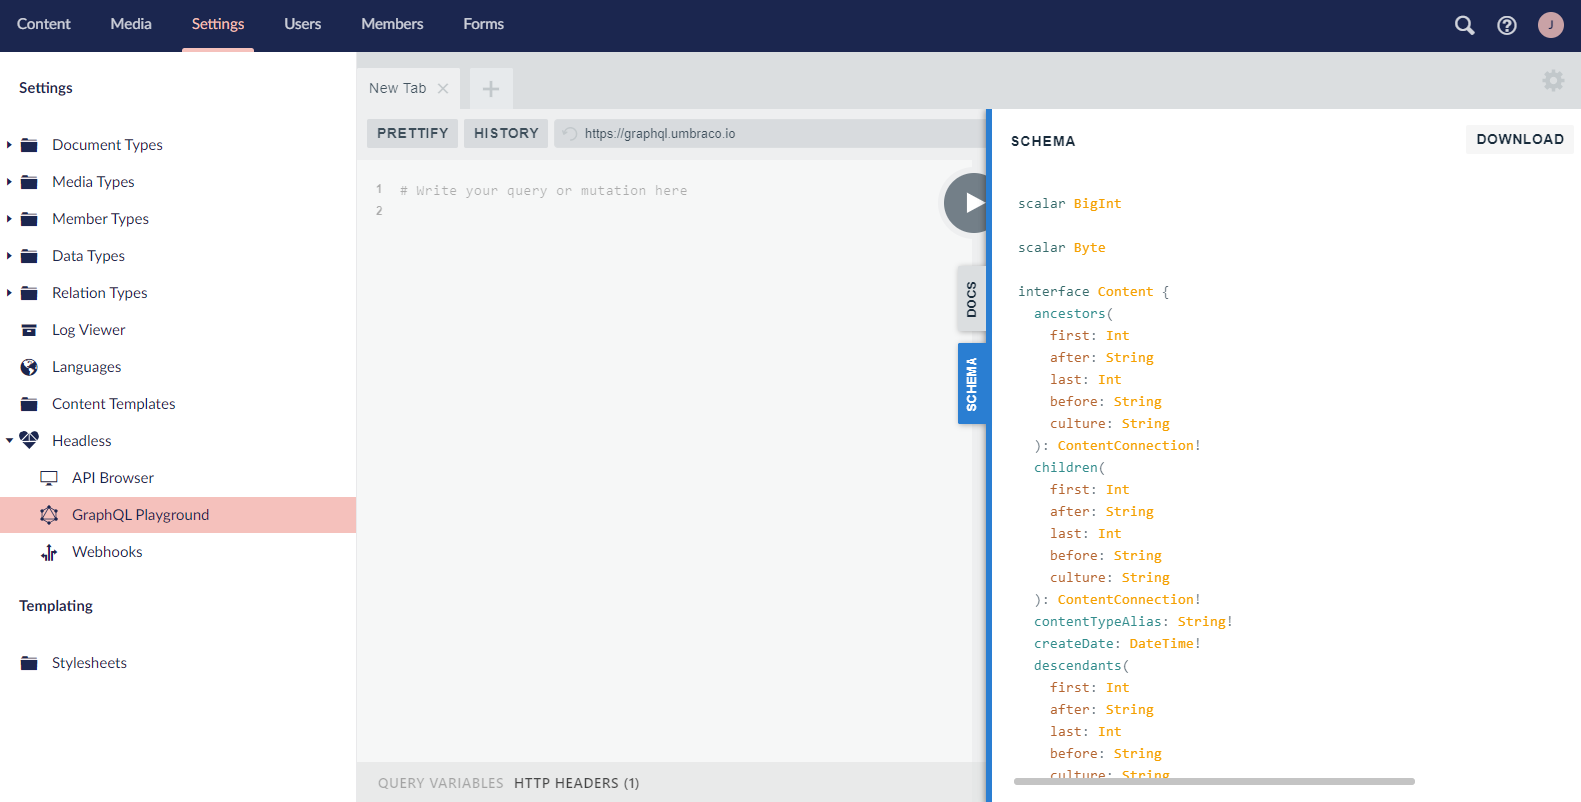 Content Media Settings Users Members Forms
J
Settings
Document Types
Media Types
Member Types
Data Types
Relation Types
Log Viewer
Languages
Content Templates
Headless
API Browser
GraphQL Playground
Webhooks
Templating
Stylesheets
New Tab
PRETTIFY HISTORY https://graphql.umbraco.io
1 # Write your query or mutation here
2
QUERY VARIABLES HTTP HEADERS (1)
DOCS
SCHEMA
SCHEMA DOWNLOAD
scalar BigInt
scalar Byte
interface Content {
ancestors(
first: Int
after: String
last: Int
before: String
culture: String
): ContentConnection!
children(
first: Int
after: String
last: Int
before: String
culture: String
): ContentConnection!
contentTypeAlias: String!
createDate: DateTime!
descendants(
first: Int
after: String
last: Int
before: String
culture: String